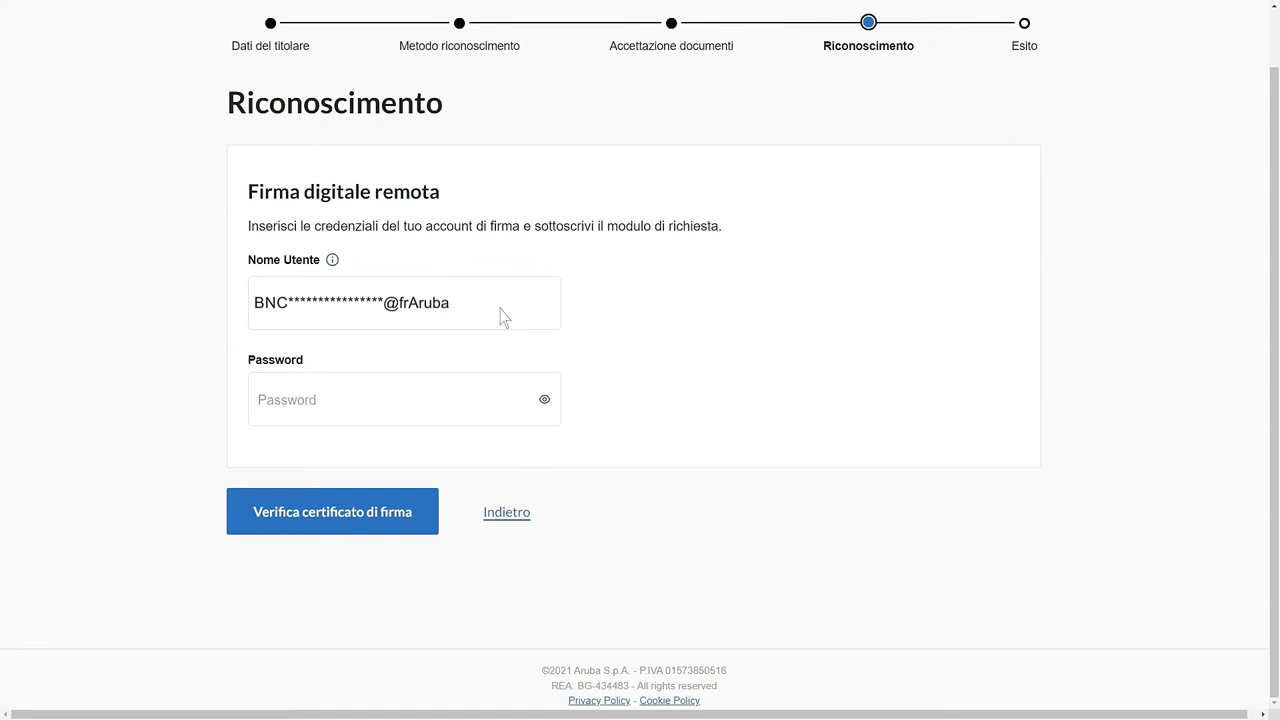 Dati del titolare
Metodo riconoscimento
Accettazione documenti
Riconoscimento
Esito
Riconoscimento
Firma digitale remota
Inserisci le credenziali del tuo account di firma e sottoscrivi il modulo di richiesta.
Nome Utente
BNC****************@frAruba
Password
Password
Verifica certificato di firma
Indietro
©2021 Aruba S.p.A. - P.IVA 01573850516
REA: BG-434483 - All rights reserved
Privacy Policy - Cookie Policy